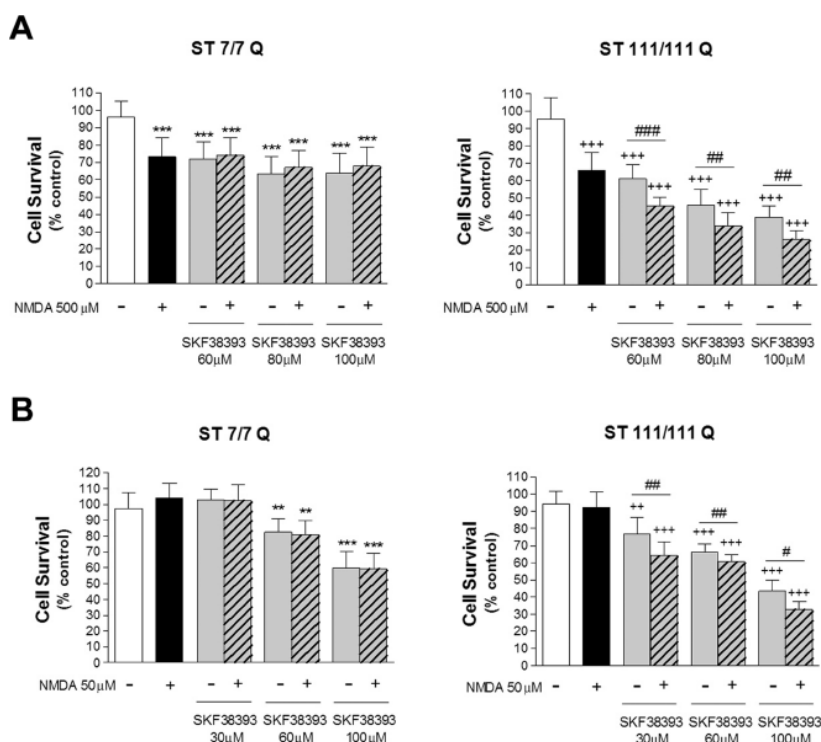 A
ST 7/7 Q
ST 111/111 Q
Cell Survival
(% control)
110
100
90
80
70
60
50
40
30
20
10
0
*** *** *** *** *** *** ***
NMDA 500 μM - + - + - + - +
SKF38393 SKF38393 SKF38393
60μM 80μM 100μM
Cell Survival
(% control)
110
100
90
80
70
60
50
40
30
20
10
0
### ## ##
+++ +++ +++ +++ +++ +++ +++
NMDA 500 μM - + - + - + - +
SKF38393 SKF38393 SKF38393
60μM 80μM 100μM
B
ST 7/7 Q
ST 111/111 Q
Cell Survival
(% control)
120
110
100
90
80
70
60
50
40
30
20
10
0
** ** *** ***
NMDA 50μM - + - + - + - +
SKF38393 SKF38393 SKF38393
30μM 60μM 100μM
Cell Survival
(% control)
110
100
90
80
70
60
50
40
30
20
10
0
## ## #
++ +++ +++ +++ +++ +++
NMDA 50μM - + - + - + - +
SKF38393 SKF38393 SKF38393
30μM 60μM 100μM